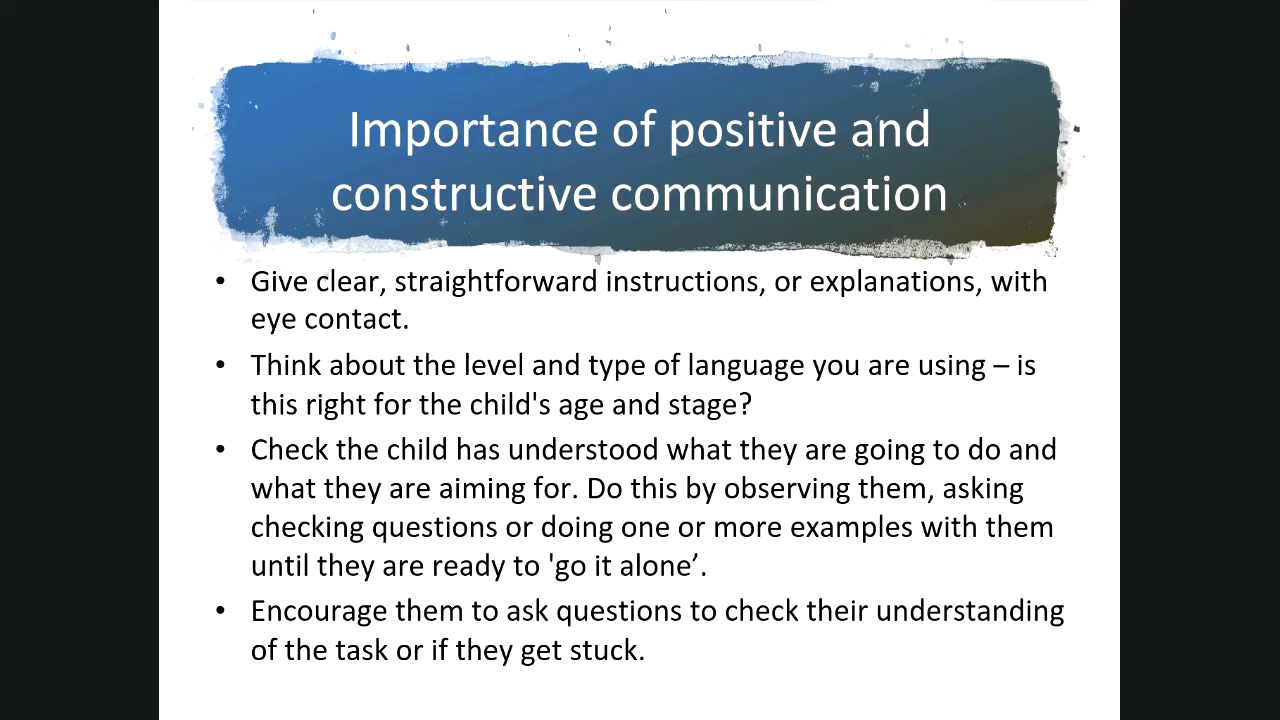 Importance of positive and
constructive communication
• Give clear, straightforward instructions, or explanations, with
eye contact.
• Think about the level and type of language you are using – is
this right for the child's age and stage?
• Check the child has understood what they are going to do and
what they are aiming for. Do this by observing them, asking
checking questions or doing one or more examples with them
until they are ready to 'go it alone’.
• Encourage them to ask questions to check their understanding
of the task or if they get stuck.